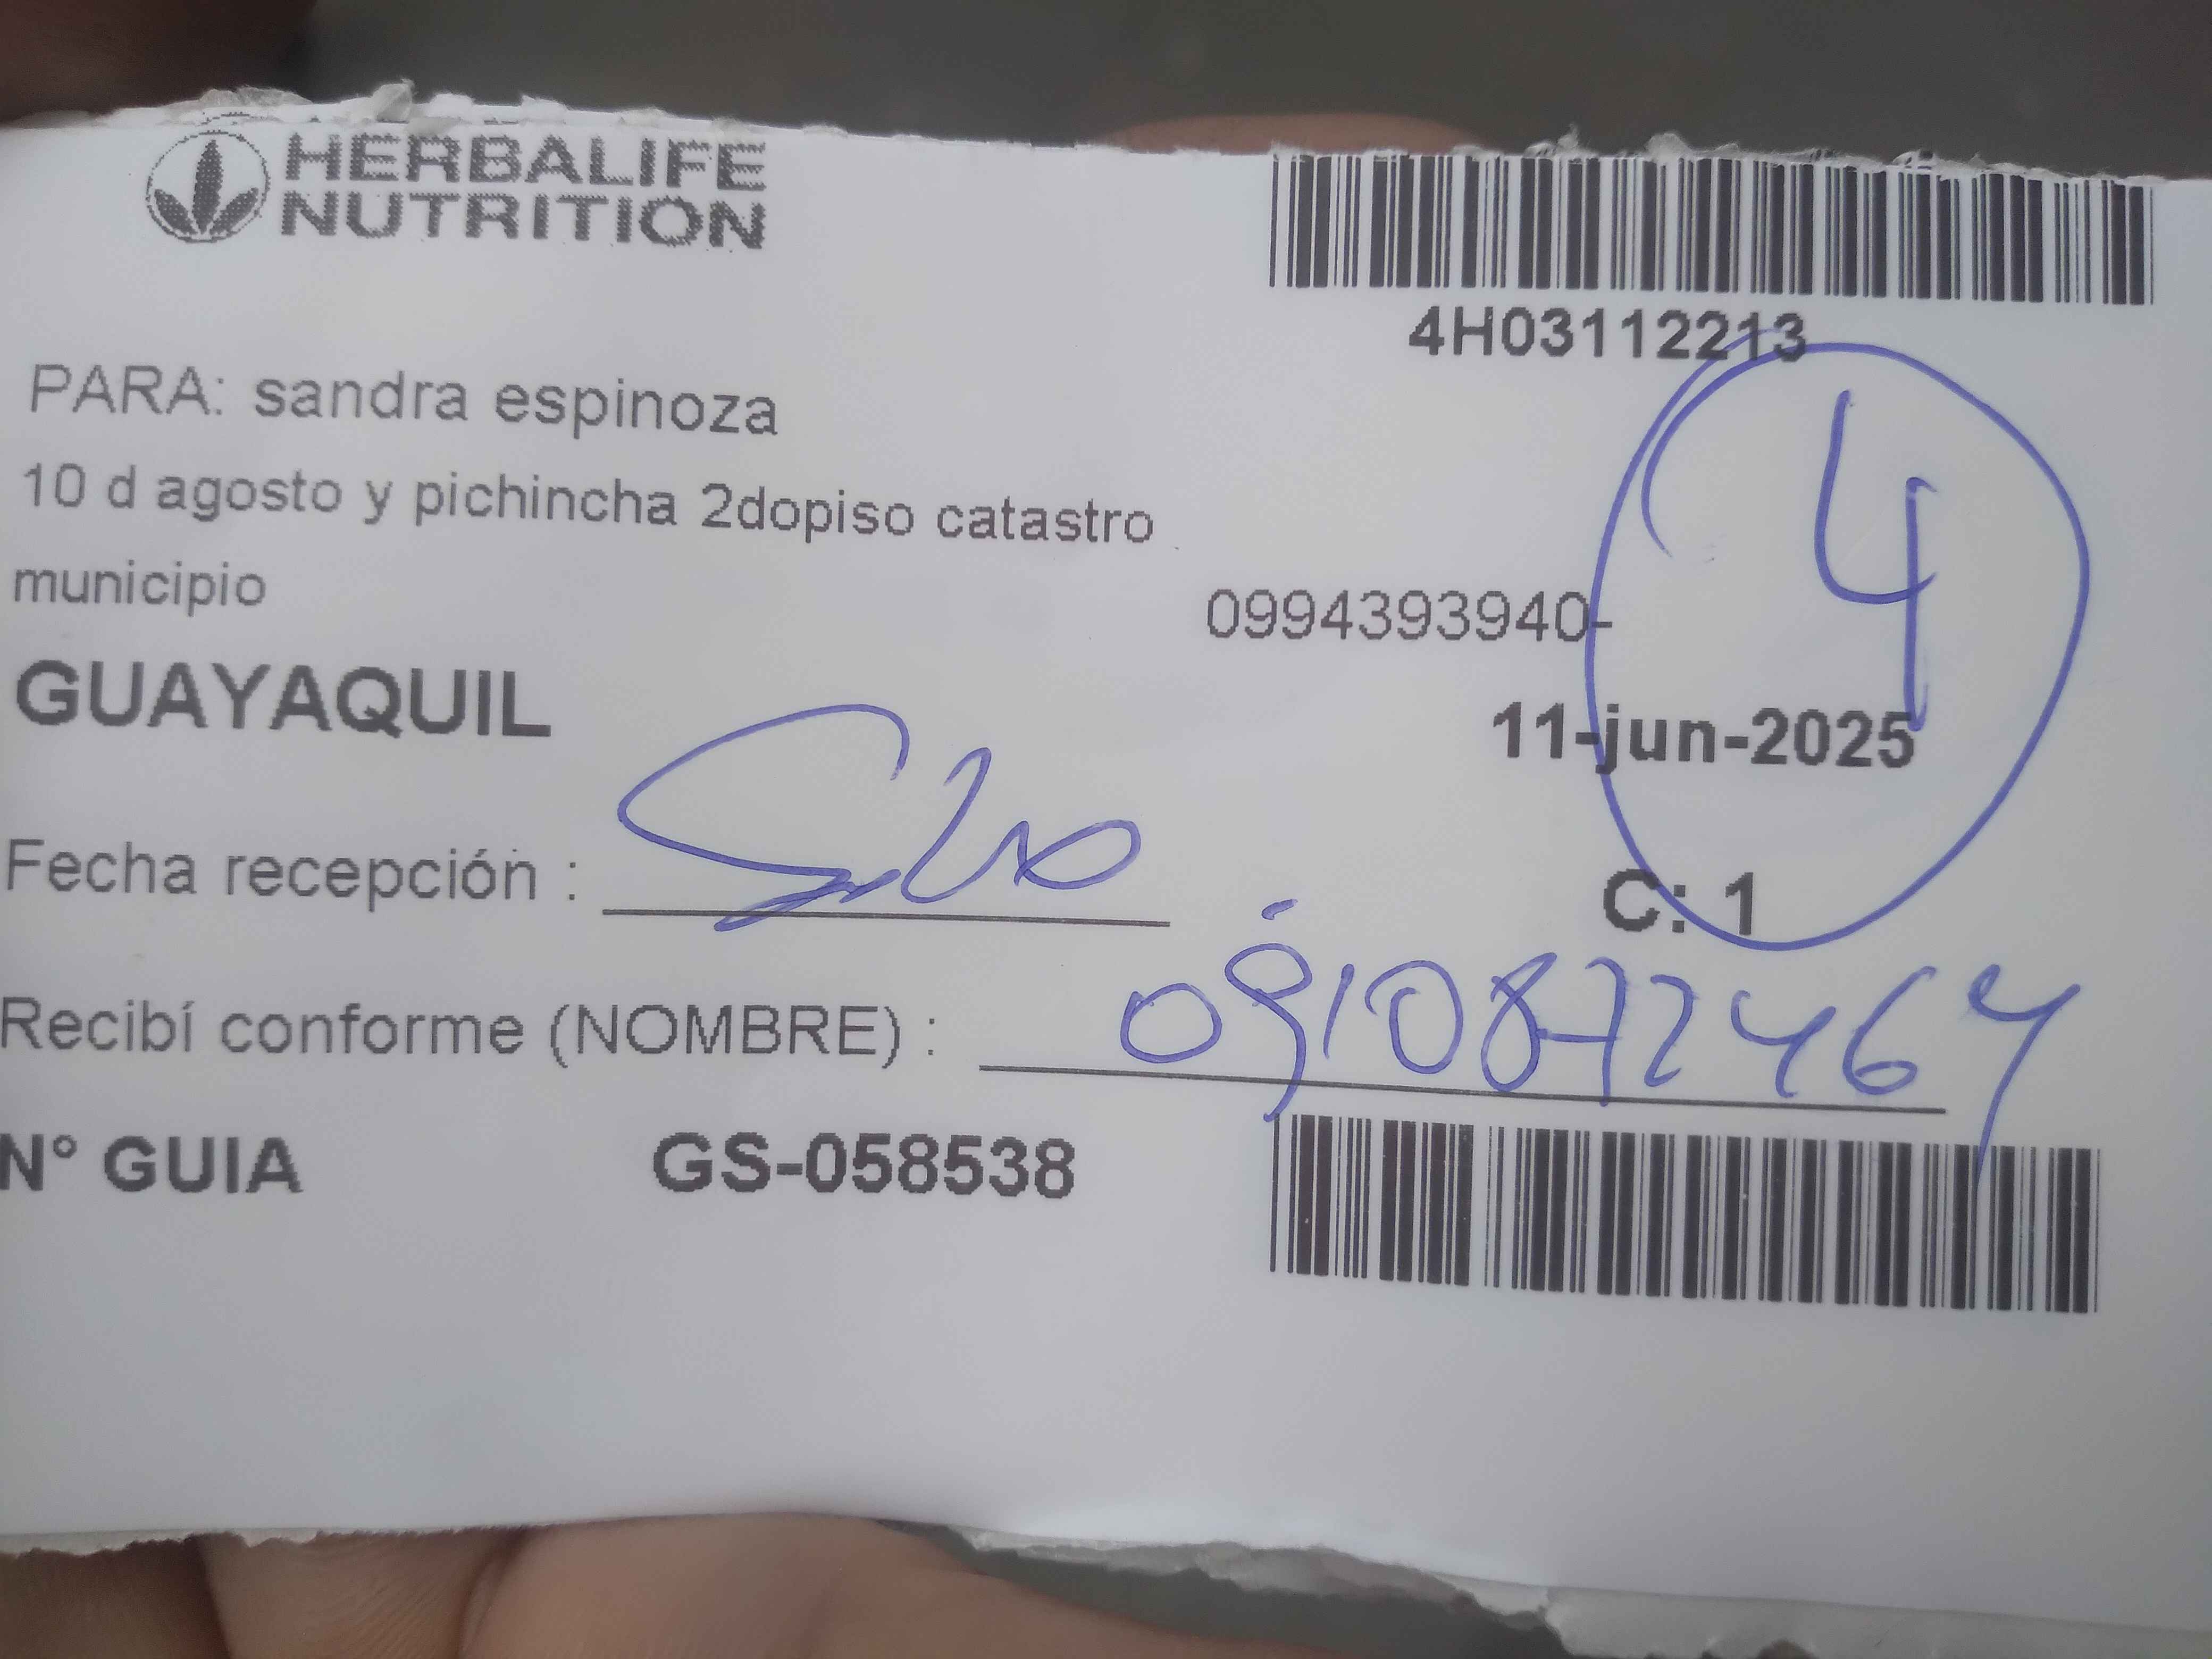 HERBALIFE
NUTRITION
4H03112213
PARA: sandra espinoza
4
10 d agosto y pichincha 2dopiso catastro
municipio
0994393940-
GUAYAQUIL
11-jun-2025
Fecha recepción :
C: 1
Recibí conforme (NOMBRE) : 0910872464
N° GUIA GS-058538